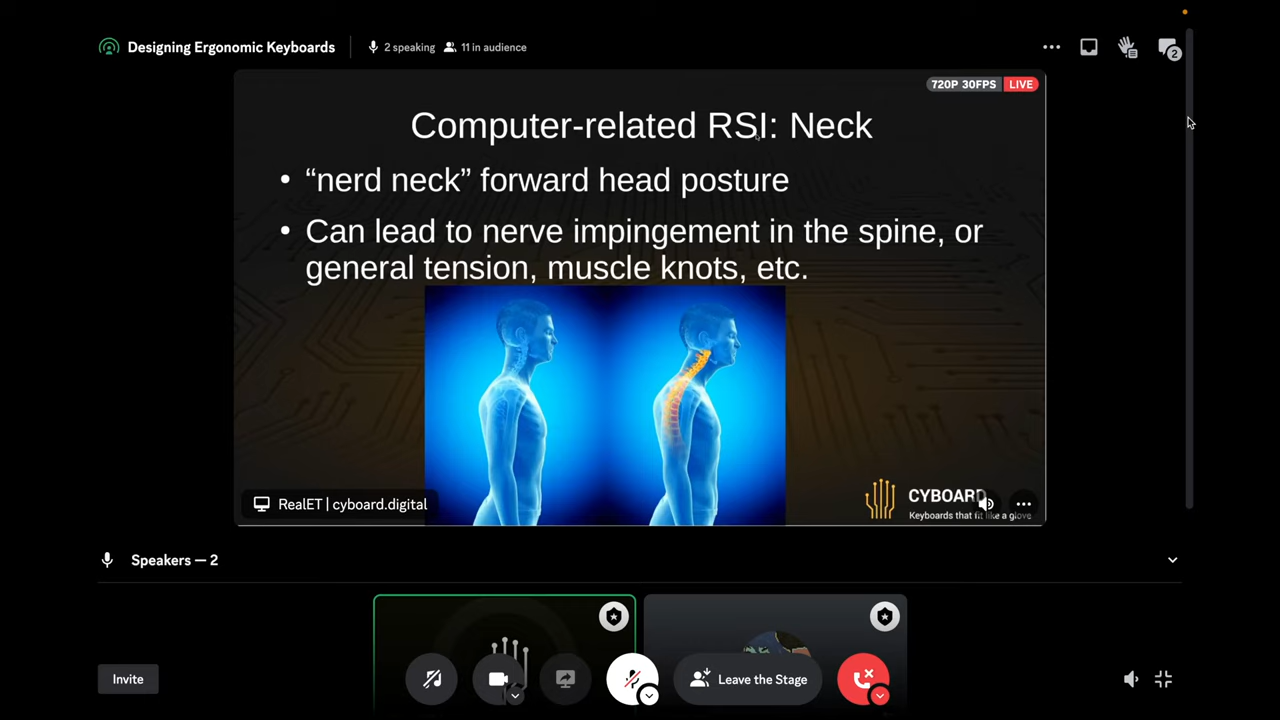 Designing Ergonomic Keyboards
2 speaking
11 in audience
2
720P 30FPS
LIVE
Computer-related RSI: Neck
• “nerd neck” forward head posture
• Can lead to nerve impingement in the spine, or
general tension, muscle knots, etc.
RealET | cyboard.digital
CYBOARD
Keyboards that fit like a glove
Speakers — 2
Invite
Leave the Stage